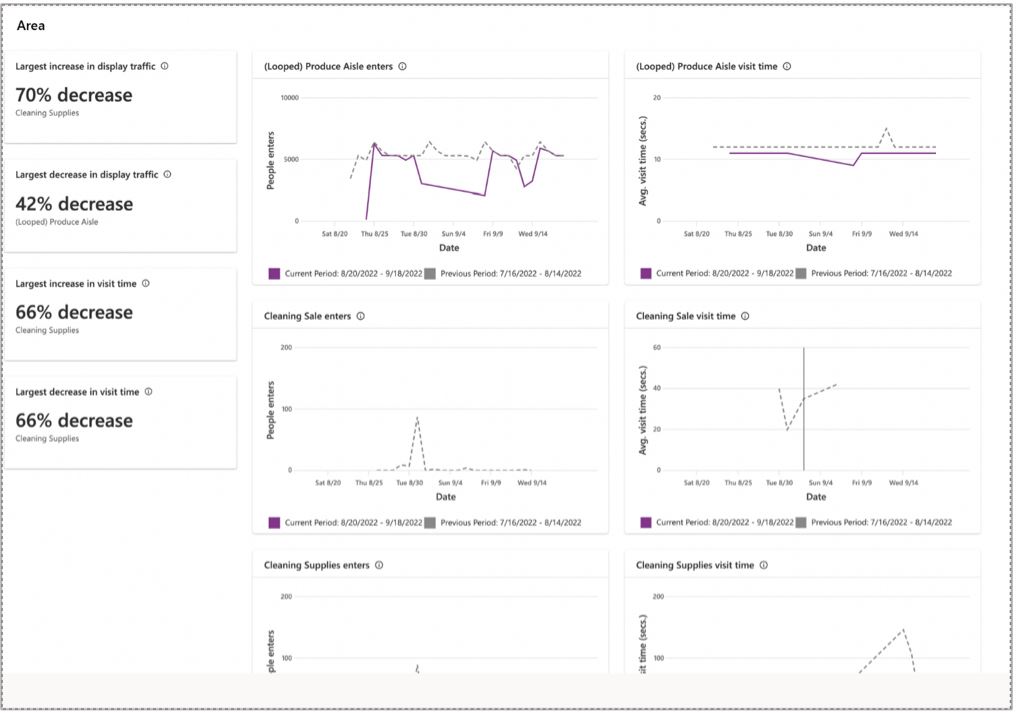 Area
Largest increase in display traffic
70% decrease
Cleaning Supplies
Largest decrease in display traffic
42% decrease
(Looped) Produce Aisle
Largest increase in visit time
66% decrease
Cleaning Supplies
Largest decrease in visit time
66% decrease
Cleaning Supplies
(Looped) Produce Aisle enters
People enters
10000
5000
0
Sat 8/20 Thu 8/25 Tue 8/30 Sun 9/4 Fri 9/9 Wed 9/14
Date
Current Period: 8/20/2022 - 9/18/2022 Previous Period: 7/16/2022 - 8/14/2022
(Looped) Produce Aisle visit time
Avg. visit time (secs.)
20
10
0
Sat 8/20 Thu 8/25 Tue 8/30 Sun 9/4 Fri 9/9 Wed 9/14
Date
Current Period: 8/20/2022 - 9/18/2022 Previous Period: 7/16/2022 - 8/14/2022
Cleaning Sale enters
People enters
200
100
0
Sat 8/20 Thu 8/25 Tue 8/30 Sun 9/4 Fri 9/9 Wed 9/14
Date
Current Period: 8/20/2022 - 9/18/2022 Previous Period: 7/16/2022 - 8/14/2022
Cleaning Sale visit time
Avg. visit time (secs.)
60
40
20
0
Sat 8/20 Thu 8/25 Tue 8/30 Sun 9/4 Fri 9/9 Wed 9/14
Date
Current Period: 8/20/2022 - 9/18/2022 Previous Period: 7/16/2022 - 8/14/2022
Cleaning Supplies enters
ple enters
200
100
Cleaning Supplies visit time
sit time (secs.)
200
100